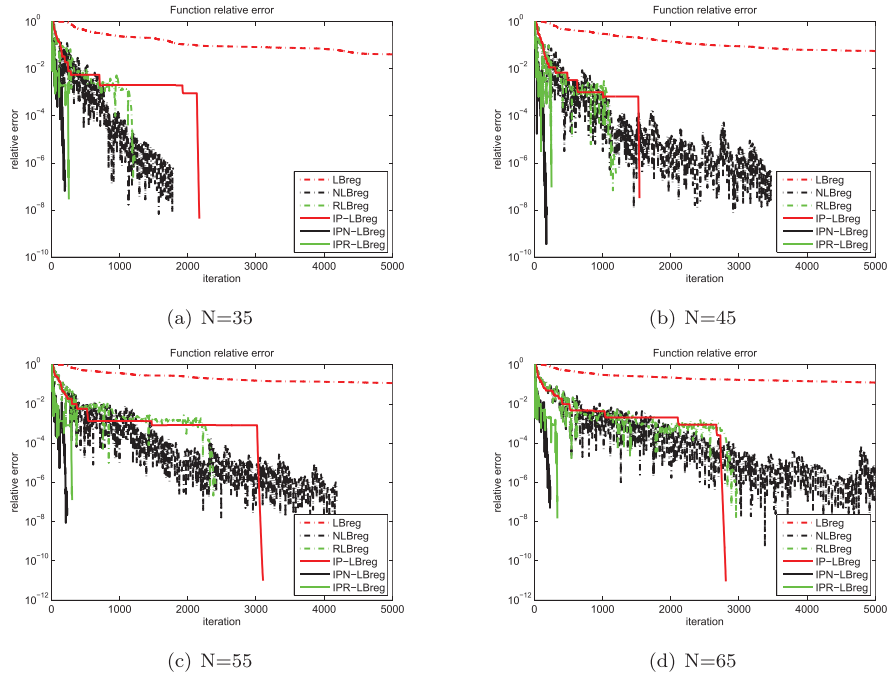 Function relative error
10^0
10^-2
10^-4
10^-6
10^-8
10^-10
relative error
0
1000
2000
3000
4000
5000
iteration
LBreg
NLBreg
RLBreg
IP-LBreg
IPN-LBreg
IPR-LBreg
(a) N=35
Function relative error
10^0
10^-2
10^-4
10^-6
10^-8
10^-10
relative error
0
1000
2000
3000
4000
5000
iteration
LBreg
NLBreg
RLBreg
IP-LBreg
IPN-LBreg
IPR-LBreg
(b) N=45
Function relative error
10^0
10^-2
10^-4
10^-6
10^-8
10^-10
10^-12
relative error
0
1000
2000
3000
4000
5000
iteration
LBreg
NLBreg
RLBreg
IP-LBreg
IPN-LBreg
IPR-LBreg
(c) N=55
Function relative error
10^0
10^-2
10^-4
10^-6
10^-8
10^-10
10^-12
relative error
0
1000
2000
3000
4000
5000
iteration
LBreg
NLBreg
RLBreg
IP-LBreg
IPN-LBreg
IPR-LBreg
(d) N=65